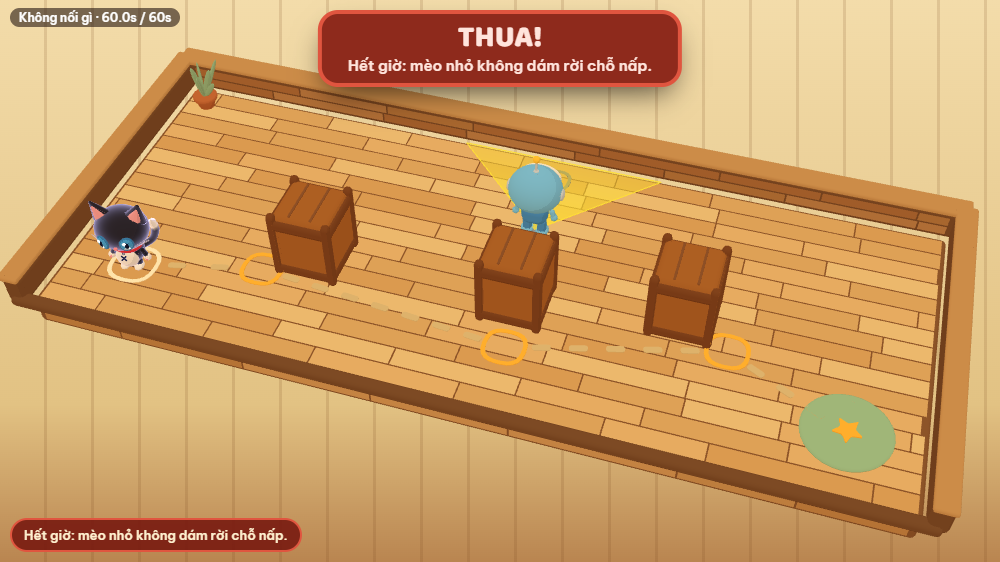 Không nối gì · 60.0s / 60s
THUA!
Hết giờ: mèo nhỏ không dám rời chỗ nấp.
Hết giờ: mèo nhỏ không dám rời chỗ nấp.